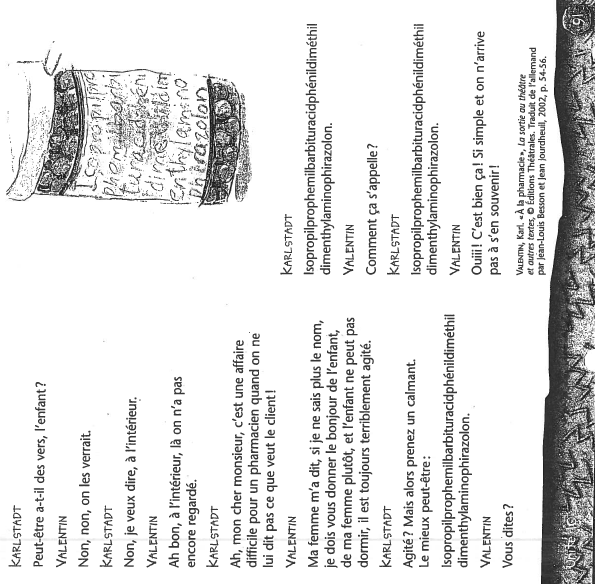 KARLSTADT
Peut-être a-t-il des vers, l'enfant?
VALENTIN
Non, non, on les verrait.
KARLSTADT
Non, je veux dire, à l'intérieur.
VALENTIN
Ah bon, à l'intérieur, là on n'a pas
encore regardé.
KARLSTADT
Ah, mon cher monsieur, c'est une affaire
difficile pour un pharmacien quand on ne
lui dit pas ce que veut le client!
VALENTIN
Ma femme m'a dit, si je ne sais plus le nom,
je dois vous donner le bonjour de l'enfant,
de ma femme plutôt, et l'enfant ne peut pas
dormir, il est toujours terriblement agité.
KARLSTADT
Agité? Mais alors prenez un calmant.
Le mieux peut-être:
Isopropilprophemilbarbituracidphénildiméthil
dimenthylaminophirazolon.
VALENTIN
Vous dites?
KARLSTADT
Isopropilprophemilbarbituracidphénildiméthil
dimenthylaminophirazolon.
VALENTIN
Comment ça s'appelle?
KARLSTADT
Isopropilprophemilbarbituracidphénildiméthil
dimenthylaminophirazolon.
VALENTIN
Ouiii! C'est bien ça! Si simple et on n'arrive
pas à s'en souvenir!
VALENTIN, Karl. «À la pharmacie», La sortie au théâtre
et autres textes, © Éditions Théâtrales. Traduit de l'allemand
par Jean-Louis Besson et Jean Jourdheuil, 2002, p. 54-56.
Isopropilpro
phemilbarbi
turacidphéni